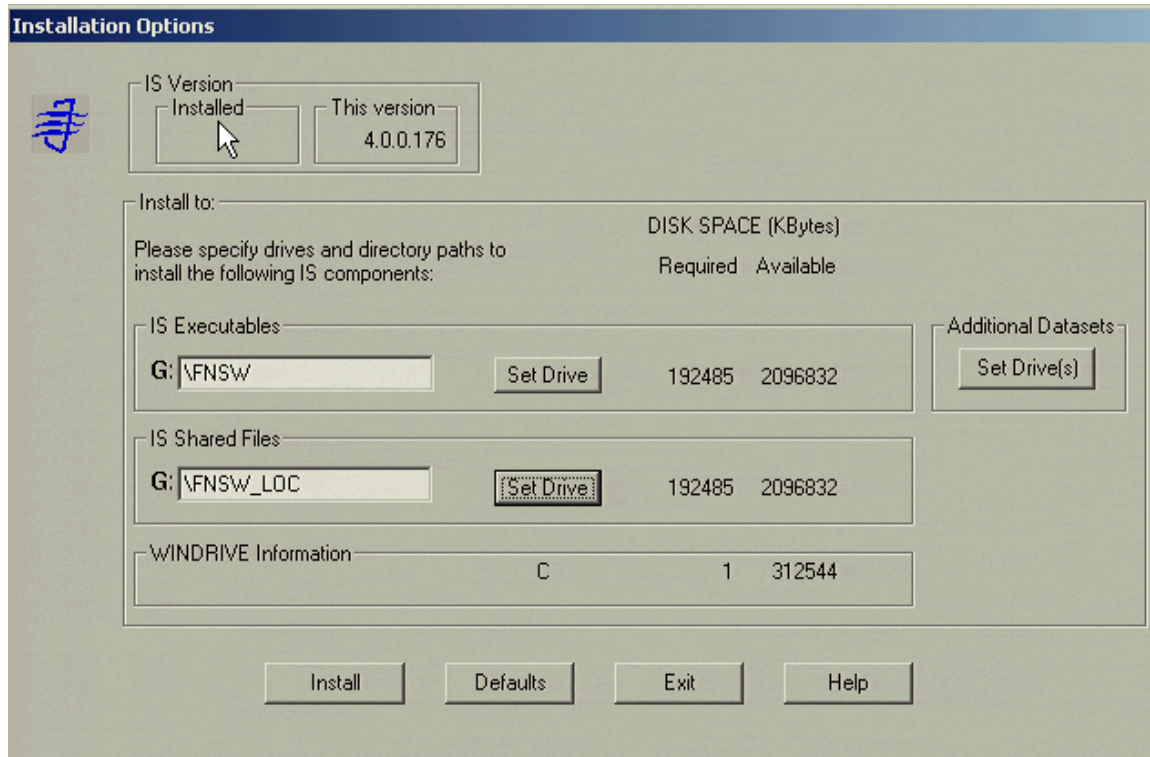 Installation Options
IS Version
Installed
This version
4.0.0.176
Install to:
DISK SPACE (KBytes)
Please specify drives and directory paths to
install the following IS components:
Required Available
IS Executables
G: \FNSW Set Drive 192485 2096832
Additional Datasets
Set Drive(s)
IS Shared Files
G: \FNSW_LOC Set Drive 192485 2096832
WINDRIVE Information
C 1 312544
Install Defaults Exit Help